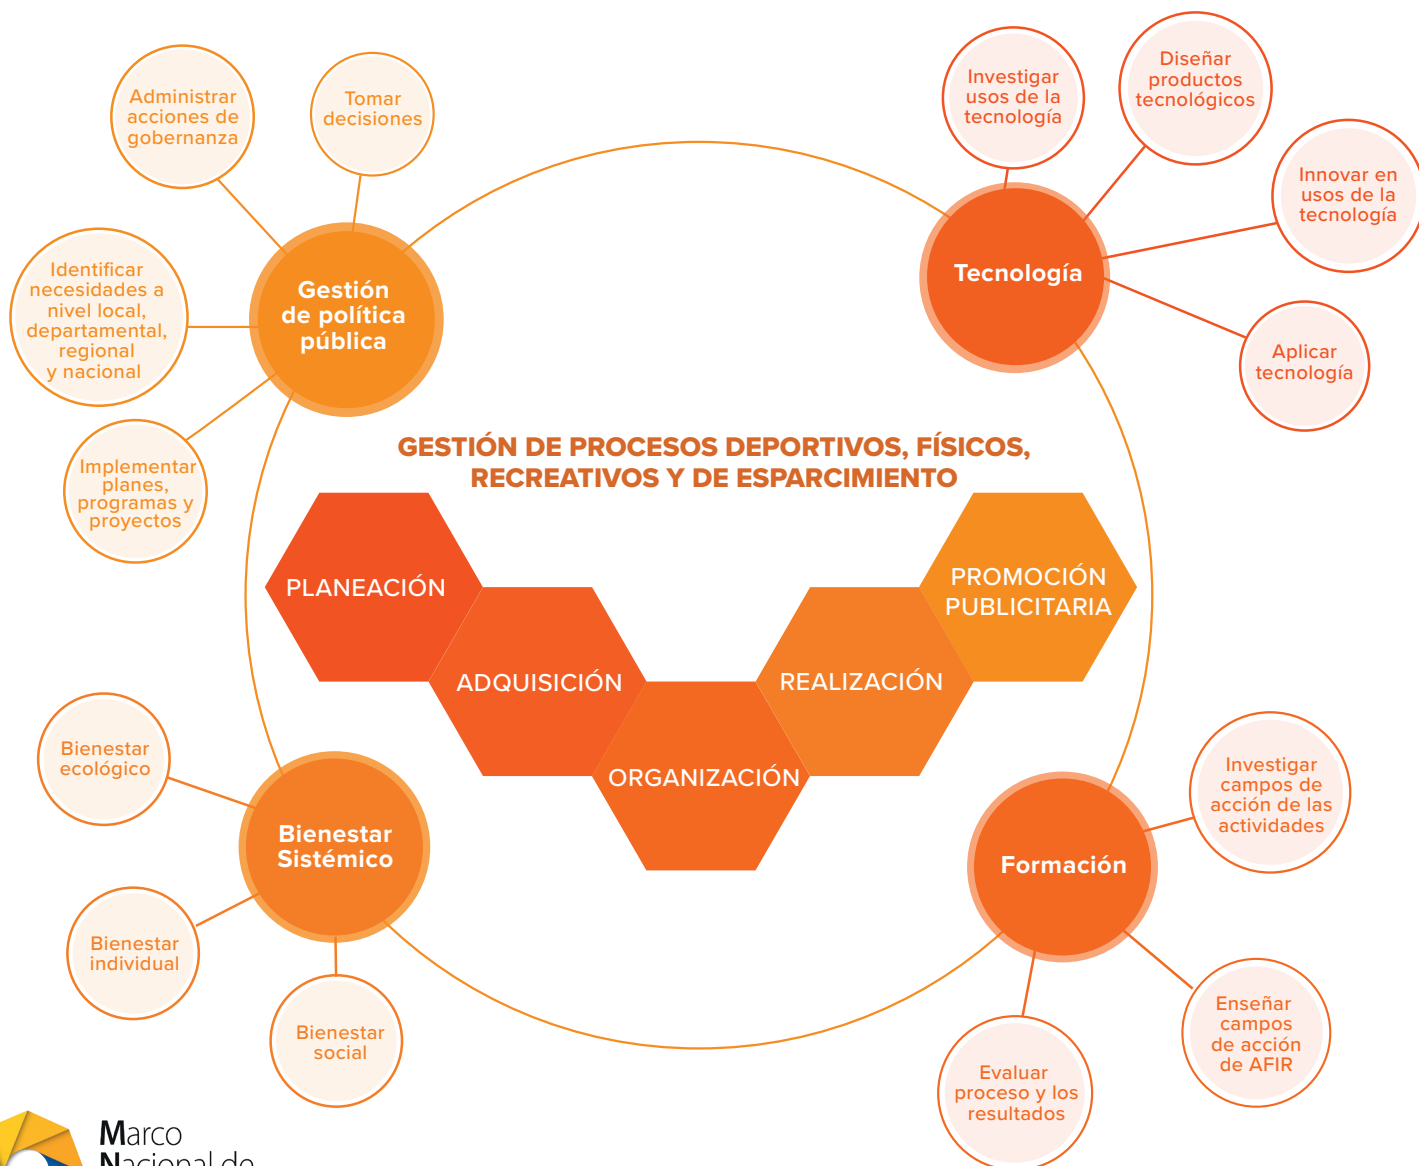 Administrar
acciones de
gobernanza
Tomar
decisiones
Identificar
necesidades a
nivel local,
departamental,
regional
y nacional
Implementar
planes,
programas y
proyectos
Gestión
de política
pública
Investigar
usos de la
tecnología
Diseñar
productos
tecnológicos
Innovar en
usos de la
tecnología
Aplicar
tecnología
Tecnología
GESTIÓN DE PROCESOS DEPORTIVOS, FÍSICOS,
RECREATIVOS Y DE ESPARCIMIENTO
PLANEACIÓN
ADQUISICIÓN
ORGANIZACIÓN
REALIZACIÓN
PROMOCIÓN
PUBLICITARIA
Bienestar
ecológico
Bienestar
individual
Bienestar
social
Bienestar
Sistémico
Formación
Investigar
campos de
acción de las
actividades
Enseñar
campos
de acción
de AFIR
Evaluar
proceso y los
resultados
Marco
Nacional de